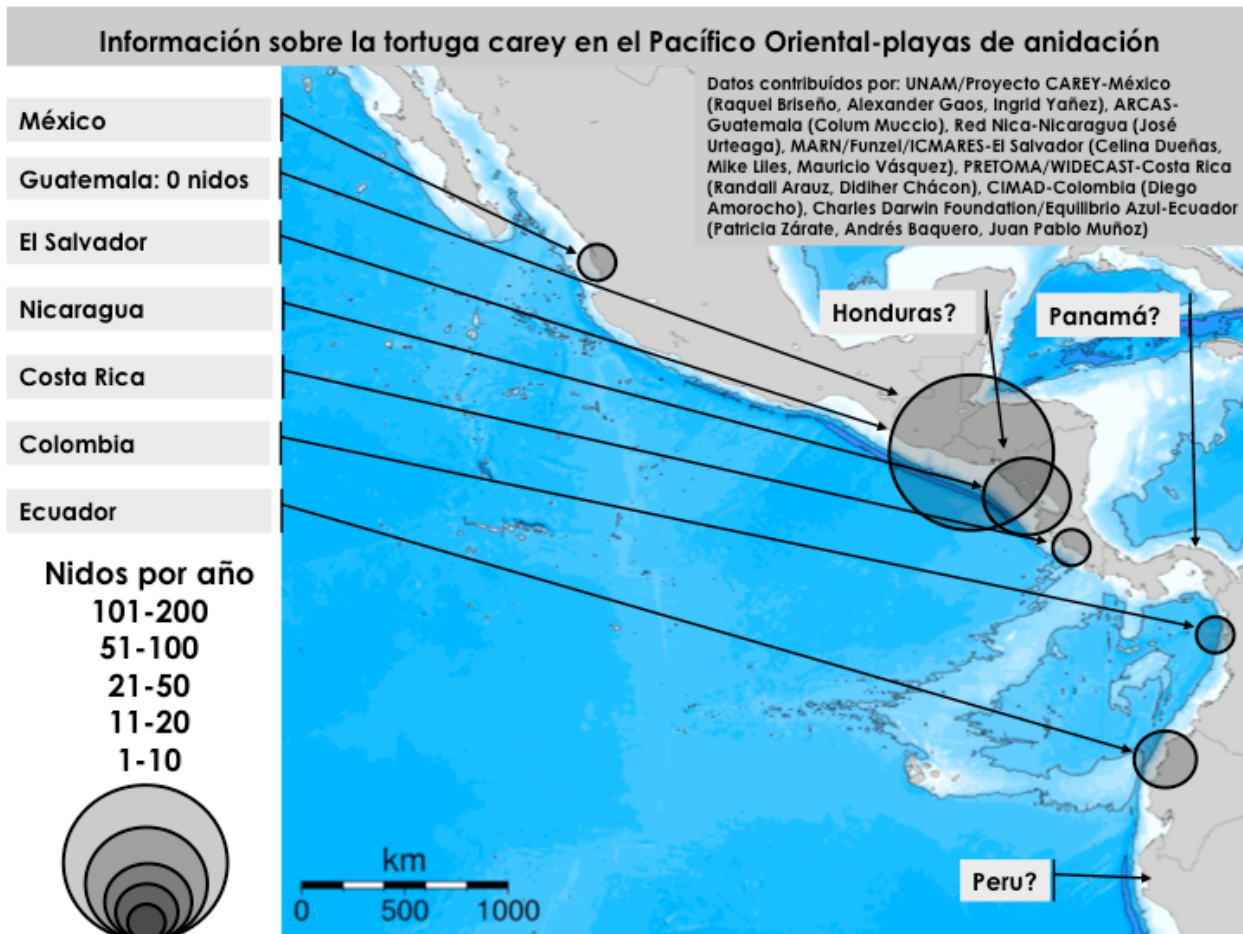 Información sobre la tortuga carey en el Pacífico Oriental-playas de anidación
Datos contribuídos por: UNAM/Proyecto CAREY-México
(Raquel Briseño, Alexander Gaos, Ingrid Yañez), ARCAS-
Guatemala (Colum Muccio), Red Nica-Nicaragua (José
Urteaga), MARN/Funzel/ICMARES-El Salvador (Celina Dueñas,
Mike Liles, Mauricio Vásquez), PRETOMA/WIDECAST-Costa Rica
(Randall Arauz, Didiher Chácon), CIMAD-Colombia (Diego
Amorocho), Charles Darwin Foundation/Equilibrio Azul-Ecuador
(Patricia Zárate, Andrés Baquero, Juan Pablo Muñoz)
México
Guatemala: 0 nidos
El Salvador
Nicaragua
Costa Rica
Colombia
Ecuador
Honduras?
Panamá?
Peru?
Nidos por año
101-200
51-100
21-50
11-20
1-10
km
0 500 1000